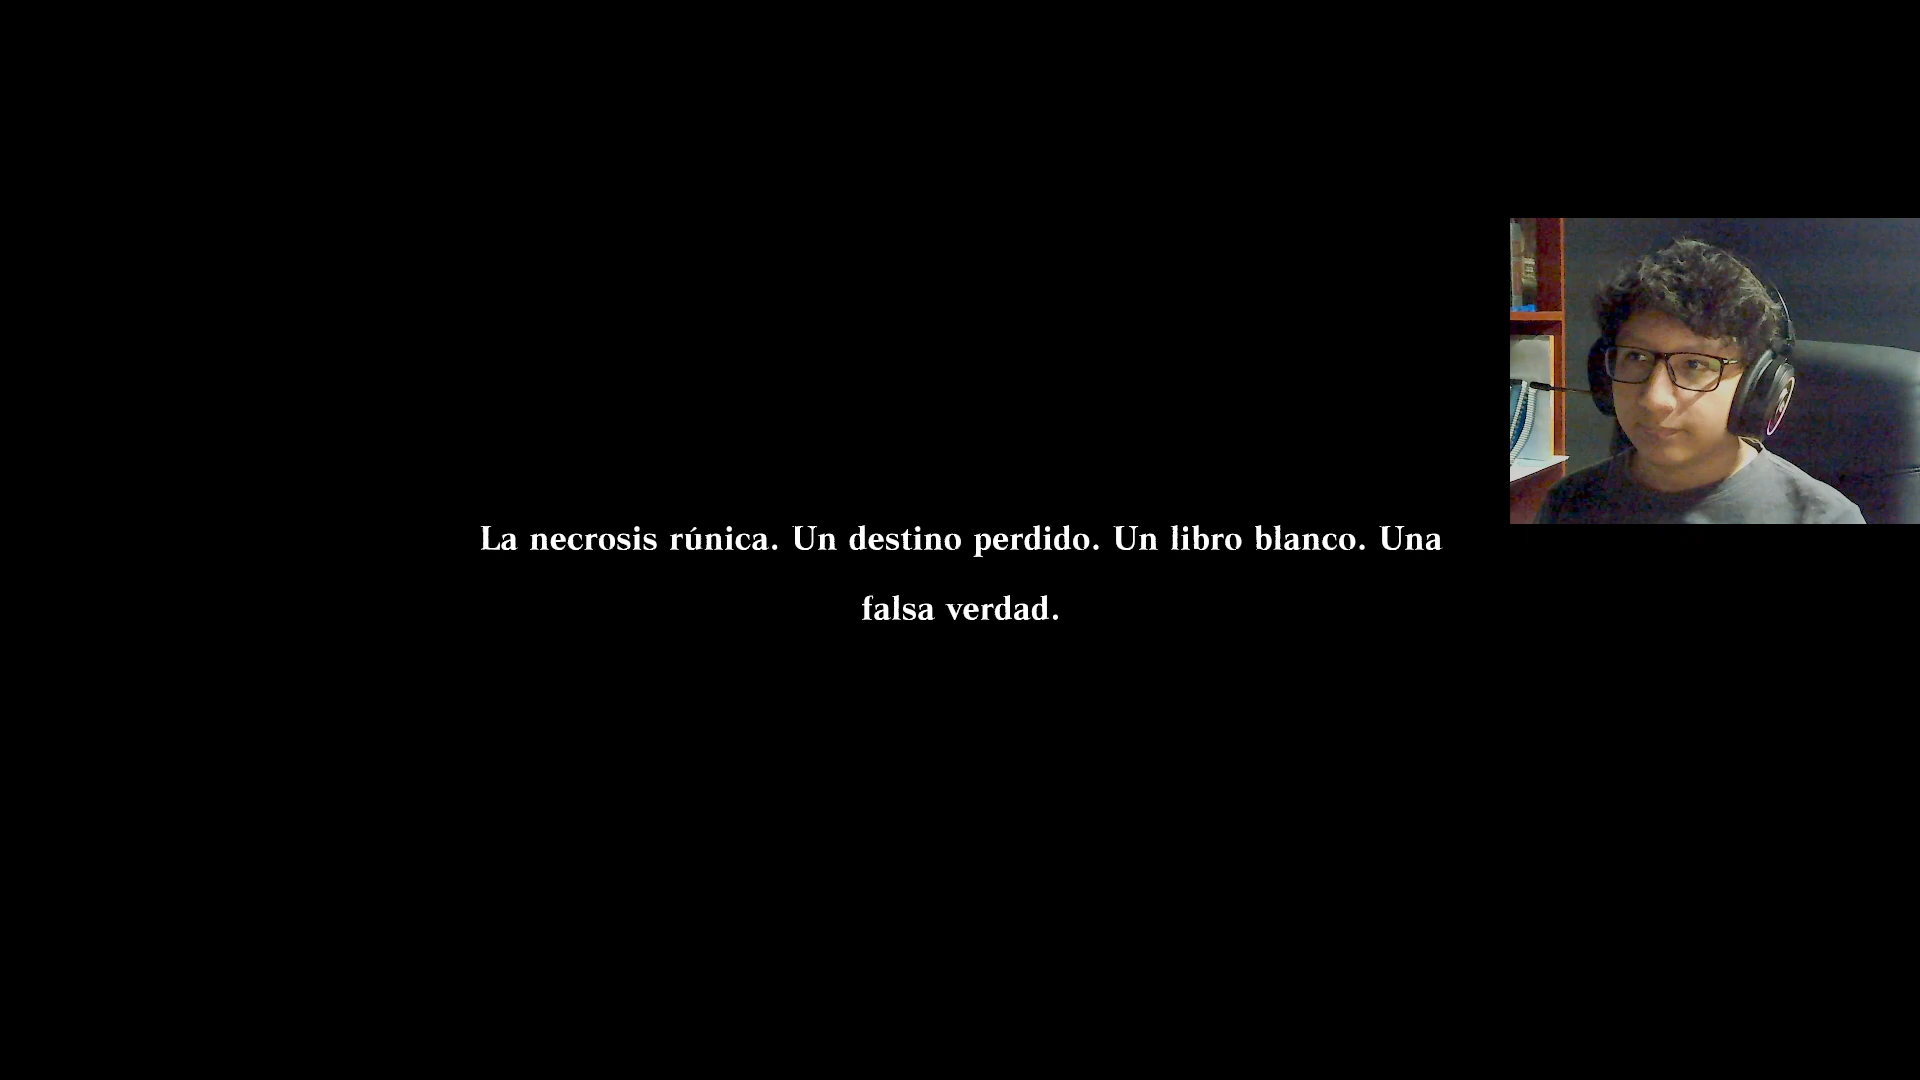 La necrosis rúnica. Un destino perdido. Un libro blanco. Una
falsa verdad.